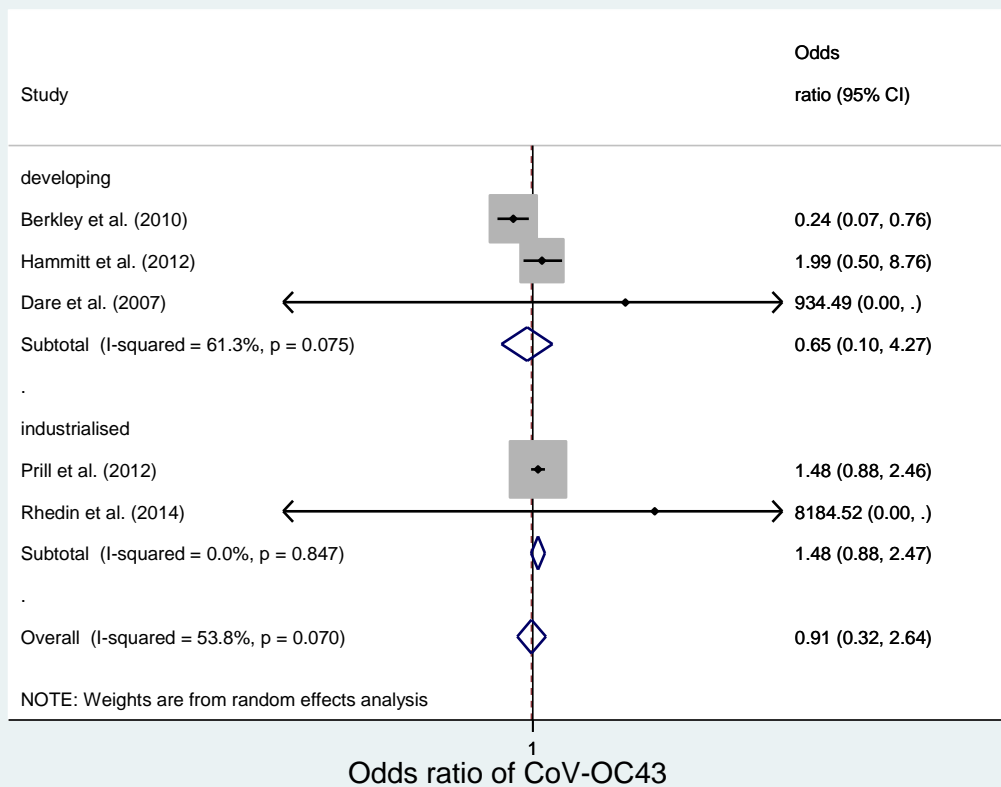 Odds
Study ratio (95% CI)
developing
Berkley et al. (2010) 0.24 (0.07, 0.76)
Hammitt et al. (2012) 1.99 (0.50, 8.76)
Dare et al. (2007) 934.49 (0.00, .)
Subtotal (I-squared = 61.3%, p = 0.075) 0.65 (0.10, 4.27)
.
industrialised
Prill et al. (2012) 1.48 (0.88, 2.46)
Rhedin et al. (2014) 8184.52 (0.00, .)
Subtotal (I-squared = 0.0%, p = 0.847) 1.48 (0.88, 2.47)
.
Overall (I-squared = 53.8%, p = 0.070) 0.91 (0.32, 2.64)
NOTE: Weights are from random effects analysis
1
Odds ratio of CoV-OC43